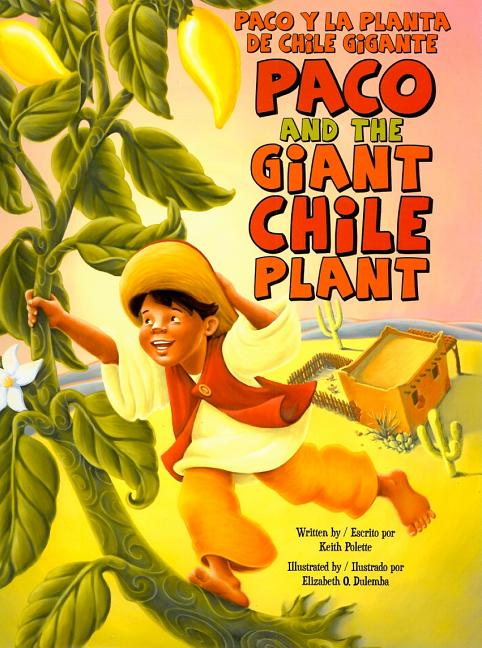 PACO Y LA PLANTA
DE CHILE GIGANTE
PACO
AND THE
GIANT
CHILE
PLANT
Written by / Escrito por
Keith Polette
Illustrated by / Ilustrado por
Elizabeth O. Dulemba